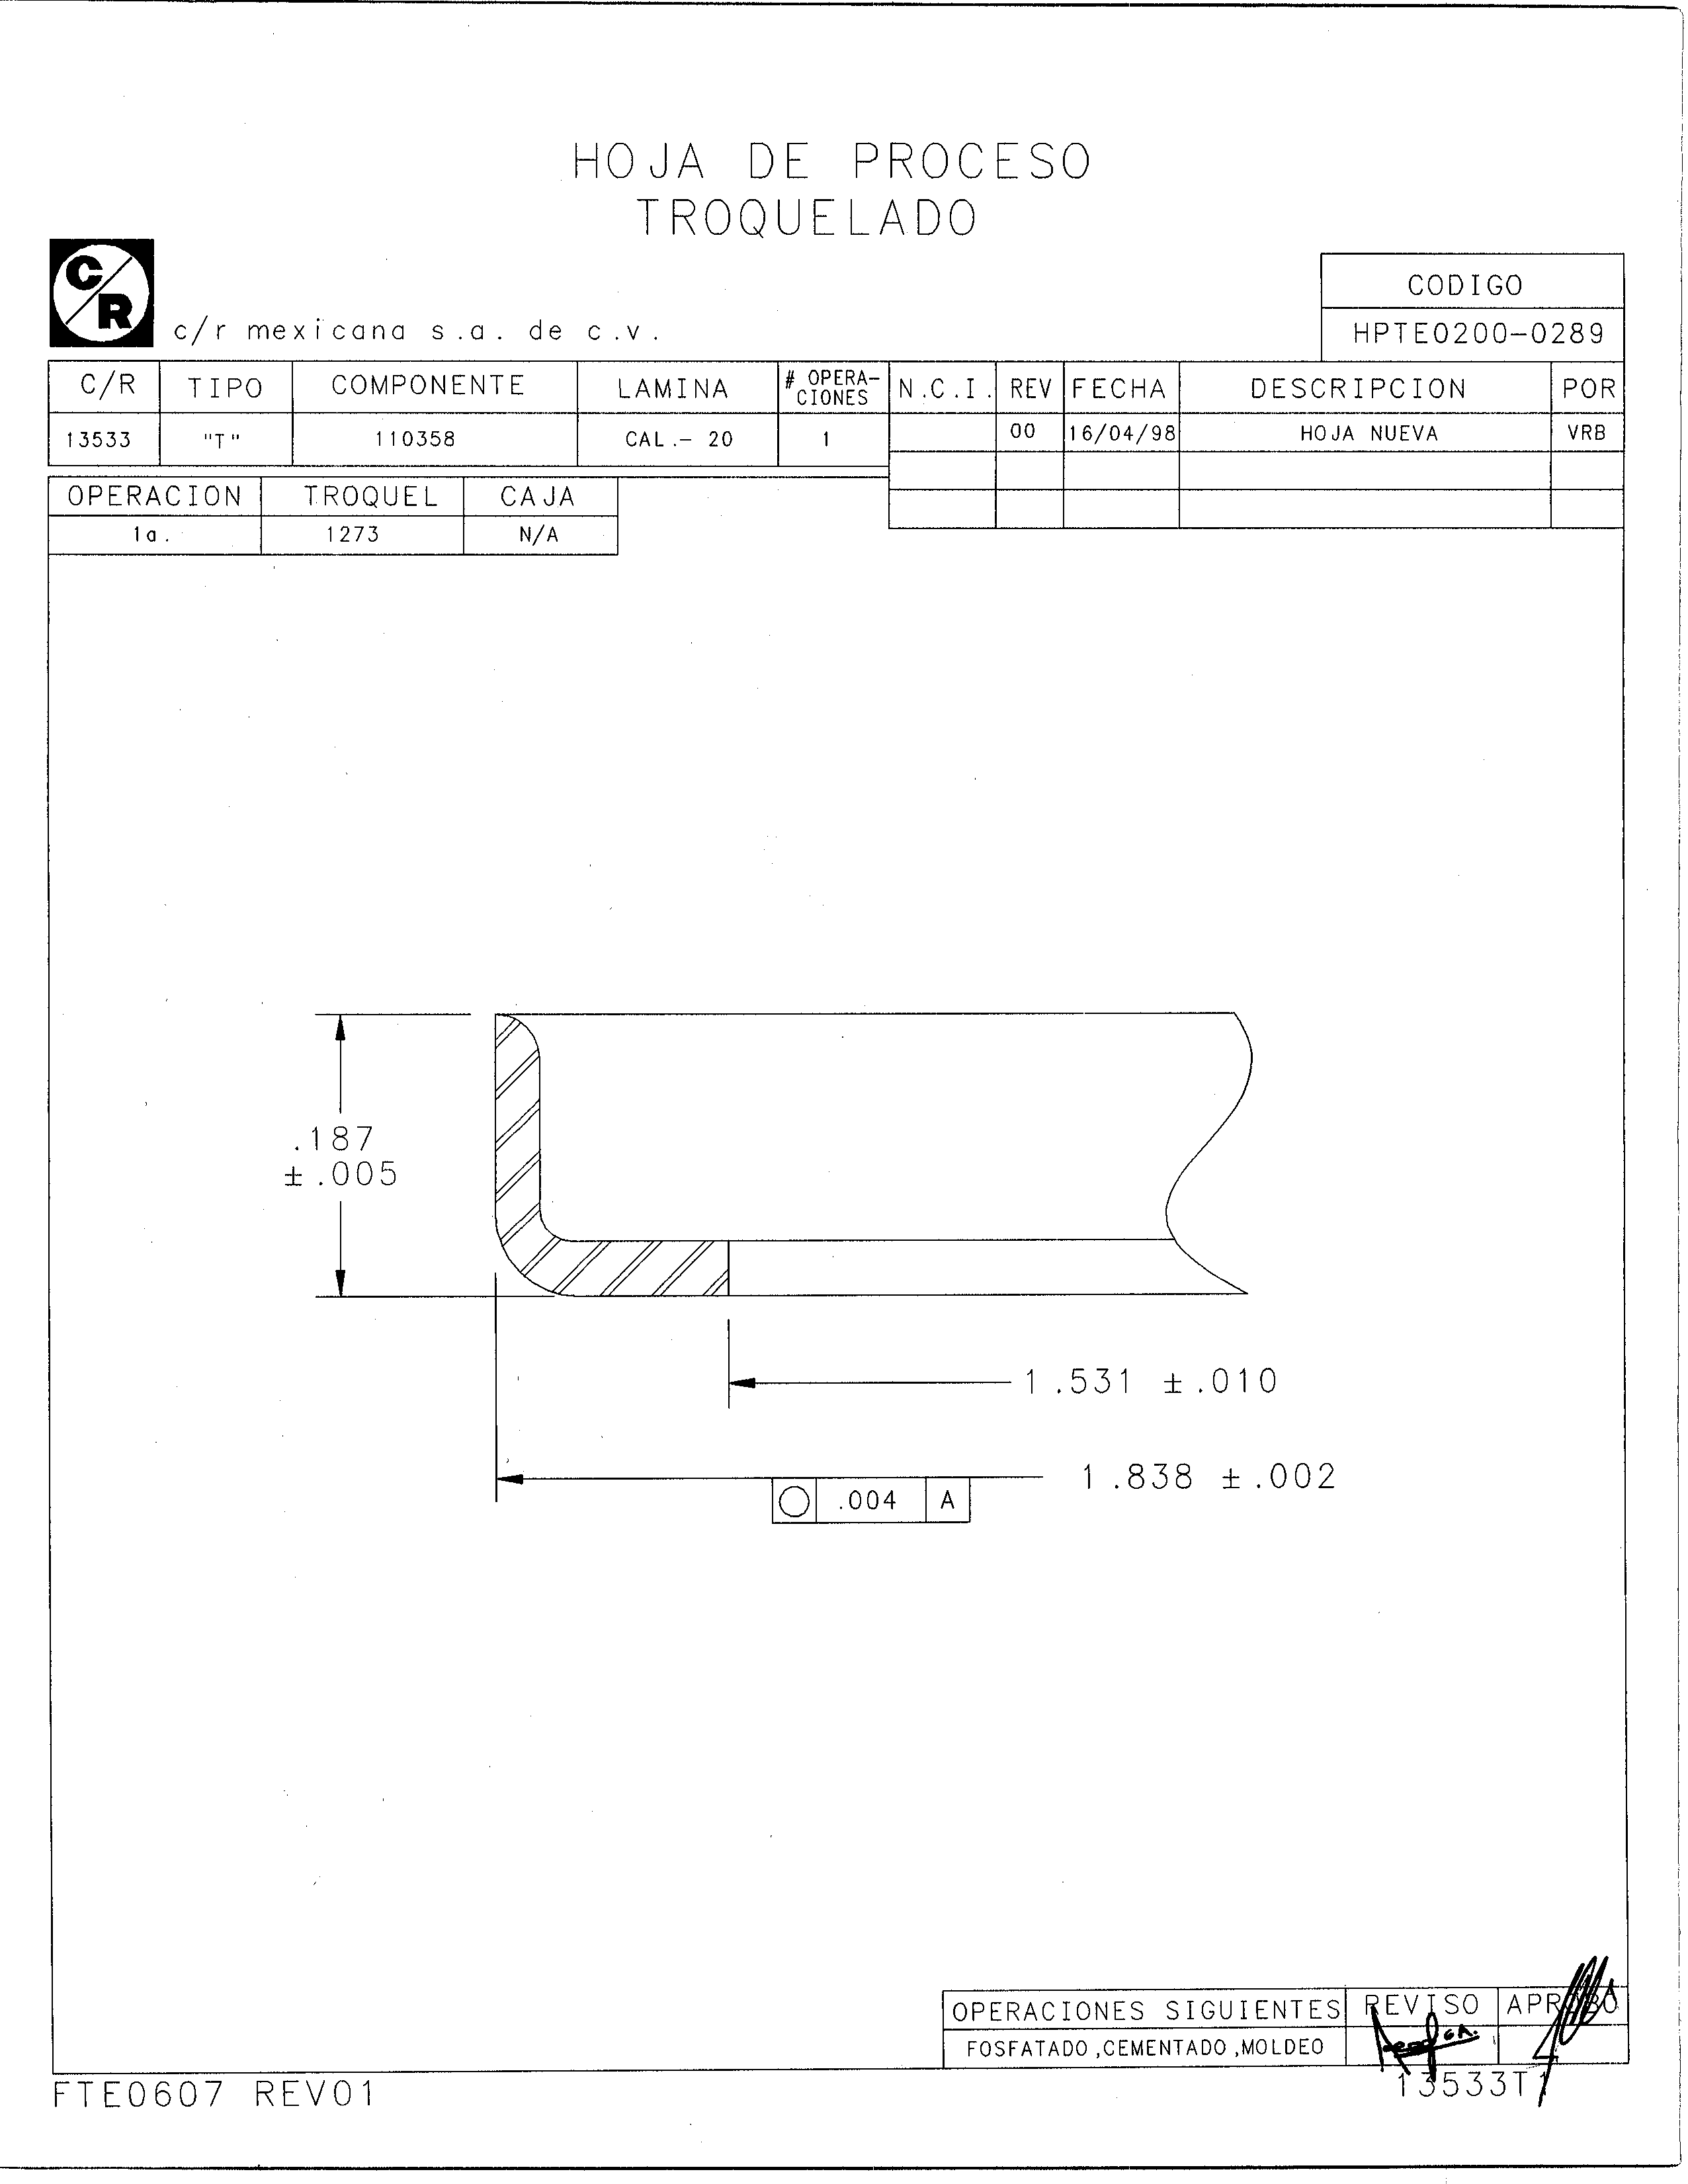 HOJA DE PROCESO
TROQUELADO
C/R
c/r mexicana s.a. de c.v.
CODIGO
HPTE0200-0289
C/R TIPO COMPONENTE LAMINA # OPERA-CIONES N.C.I. REV FECHA DESCRIPCION POR
13533 "T" 110358 CAL.- 20 1 00 16/04/98 HOJA NUEVA VRB
OPERACION TROQUEL CAJA
1a. 1273 N/A
.187
±.005
1.531 ±.010
1.838 ±.002
.004 A
OPERACIONES SIGUIENTES REVISO APROBO
FOSFATADO,CEMENTADO,MOLDEO
13533T1
FTE0607 REV01